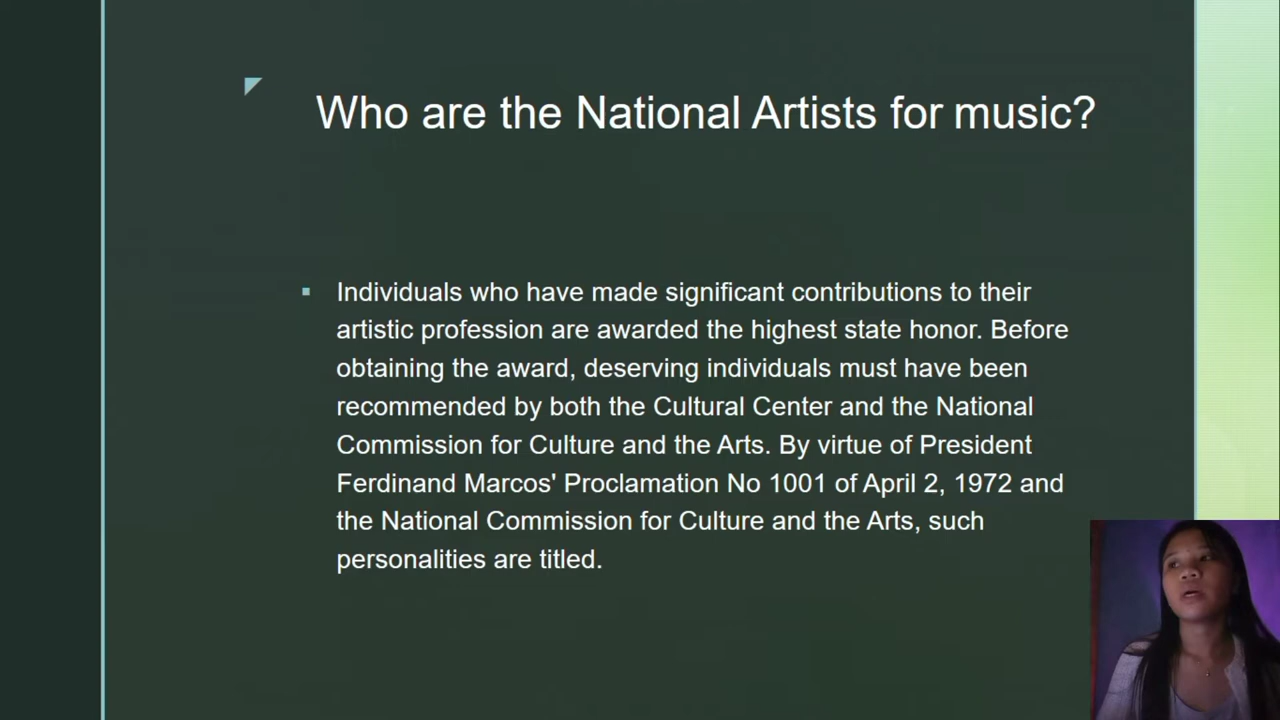 Who are the National Artists for music?
Individuals who have made significant contributions to their
artistic profession are awarded the highest state honor. Before
obtaining the award, deserving individuals must have been
recommended by both the Cultural Center and the National
Commission for Culture and the Arts. By virtue of President
Ferdinand Marcos' Proclamation No 1001 of April 2, 1972 and
the National Commission for Culture and the Arts, such
personalities are titled.